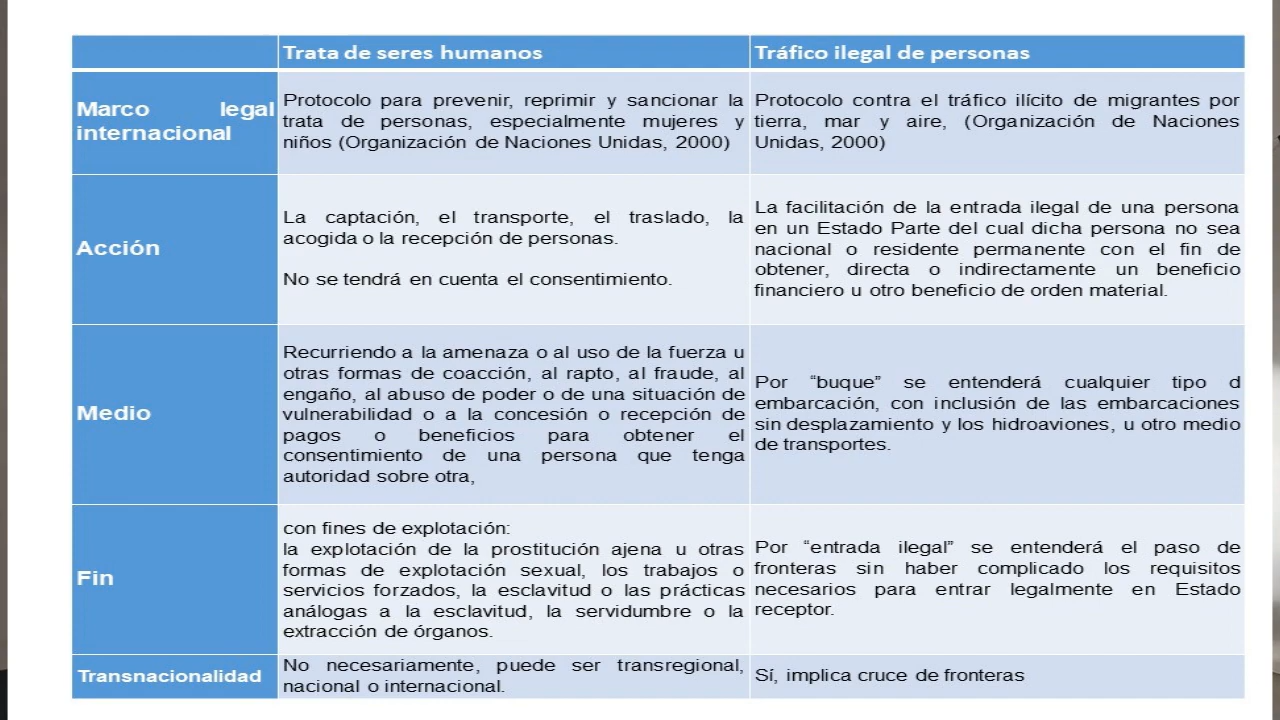 Trata de seres humanos
Tráfico ilegal de personas
Marco legal
internacional
Protocolo para prevenir, reprimir y sancionar la
trata de personas, especialmente mujeres y
niños (Organización de Naciones Unidas, 2000)
Protocolo contra el tráfico ilícito de migrantes por
tierra, mar y aire, (Organización de Naciones
Unidas, 2000)
Acción
La captación, el transporte, el traslado, la
acogida o la recepción de personas.
No se tendrá en cuenta el consentimiento.
La facilitación de la entrada ilegal de una persona
en un Estado Parte del cual dicha persona no sea
nacional o residente permanente con el fin de
obtener, directa o indirectamente un beneficio
financiero u otro beneficio de orden material.
Medio
Recurriendo a la amenaza o al uso de la fuerza u
otras formas de coacción, al rapto, al fraude, al
engaño, al abuso de poder o de una situación de
vulnerabilidad o a la concesión o recepción de
pagos o beneficios para obtener el
consentimiento de una persona que tenga
autoridad sobre otra,
Por “buque” se entenderá cualquier tipo d
embarcación, con inclusión de las embarcaciones
sin desplazamiento y los hidroaviones, u otro medio
de transportes.
Fin
con fines de explotación:
la explotación de la prostitución ajena u otras
formas de explotación sexual, los trabajos o
servicios forzados, la esclavitud o las prácticas
análogas a la esclavitud, la servidumbre o la
extracción de órganos.
Por “entrada ilegal” se entenderá el paso de
fronteras sin haber complicado los requisitos
necesarios para entrar legalmente en Estado
receptor.
Transnacionalidad
No necesariamente, puede ser transregional,
nacional o internacional.
Sí, implica cruce de fronteras